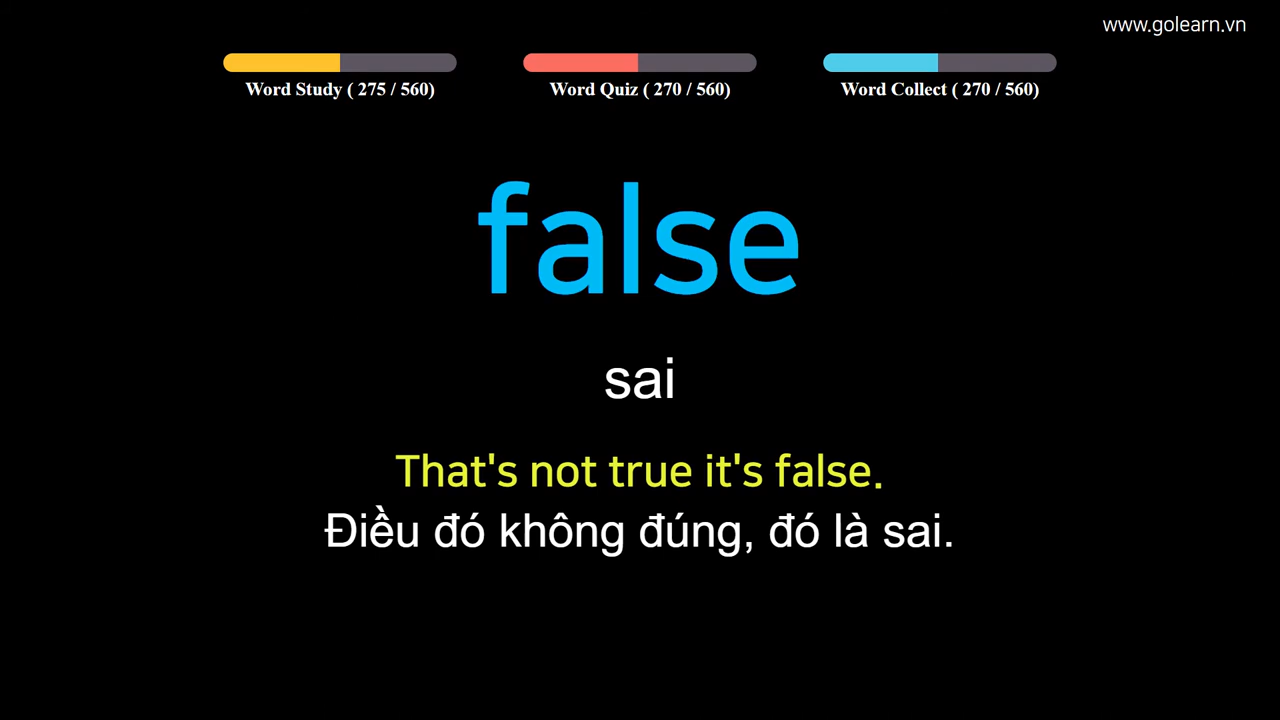 www.golearn.vn
Word Study ( 275 / 560)
Word Quiz ( 270 / 560)
Word Collect ( 270 / 560)
false
sai
That's not true it's false.
Điều đó không đúng, đó là sai.